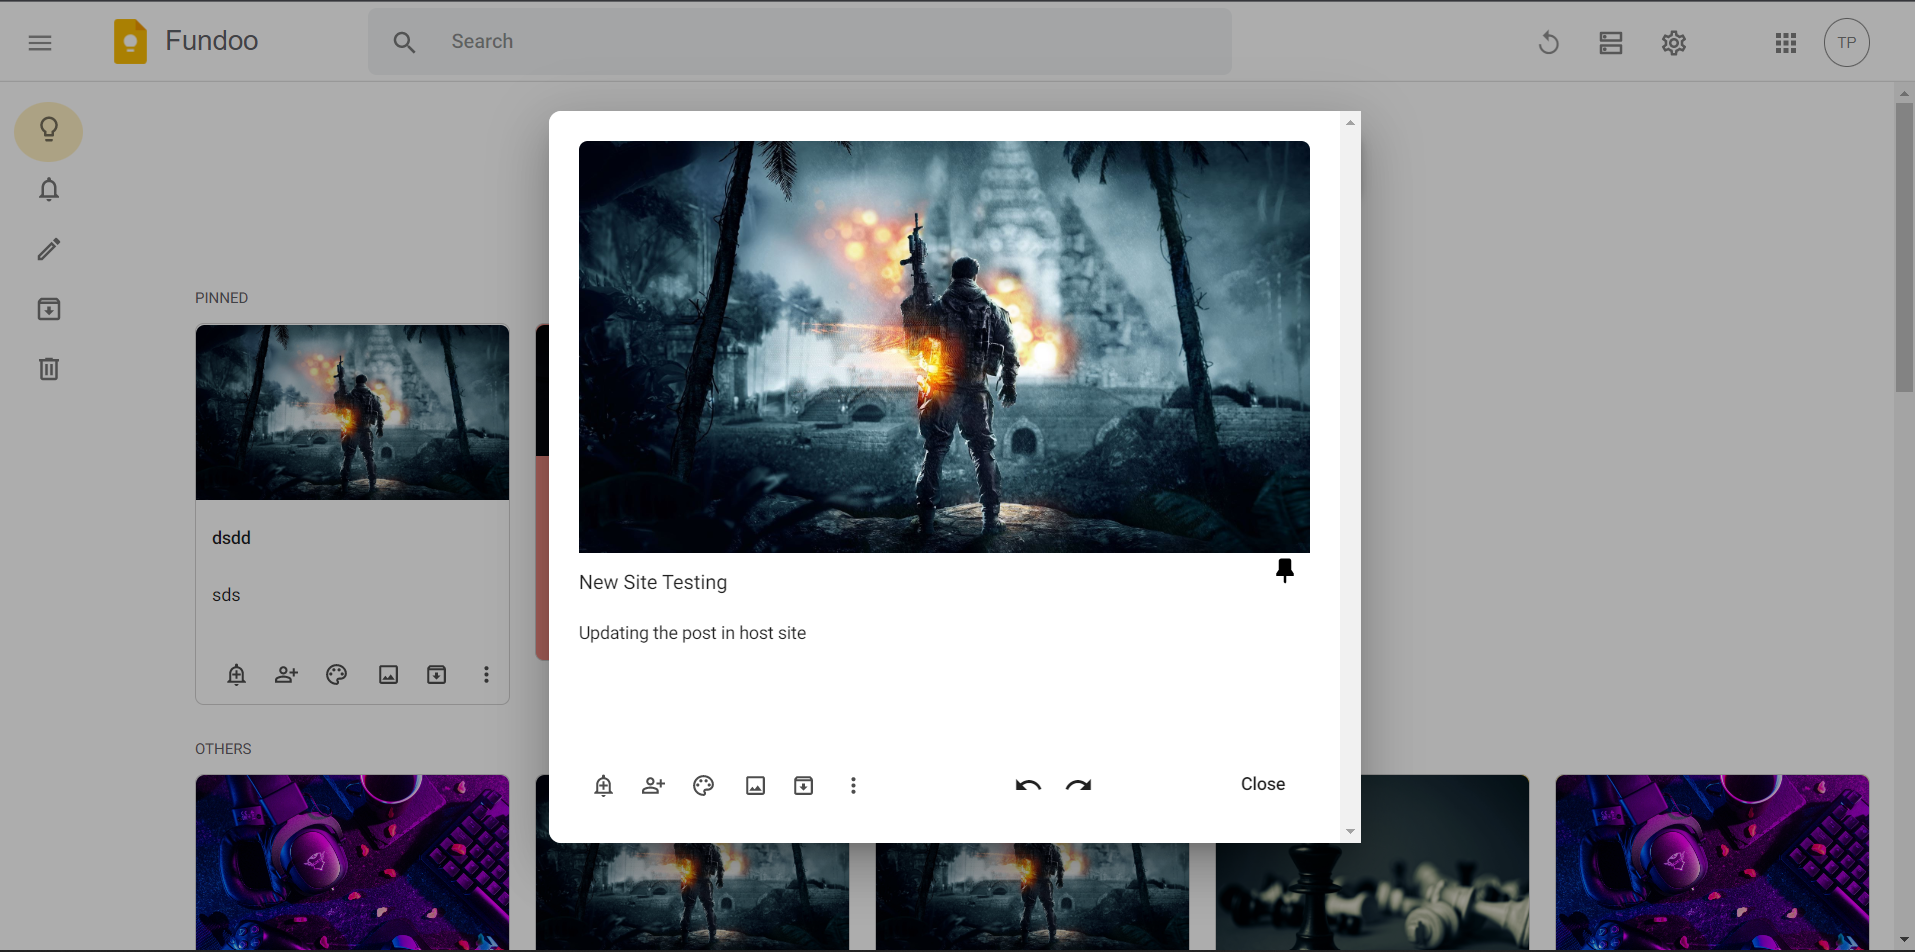 Fundoo
Search
TP
PINNED
dsdd
sds
New Site Testing
Updating the post in host site
Close
OTHERS